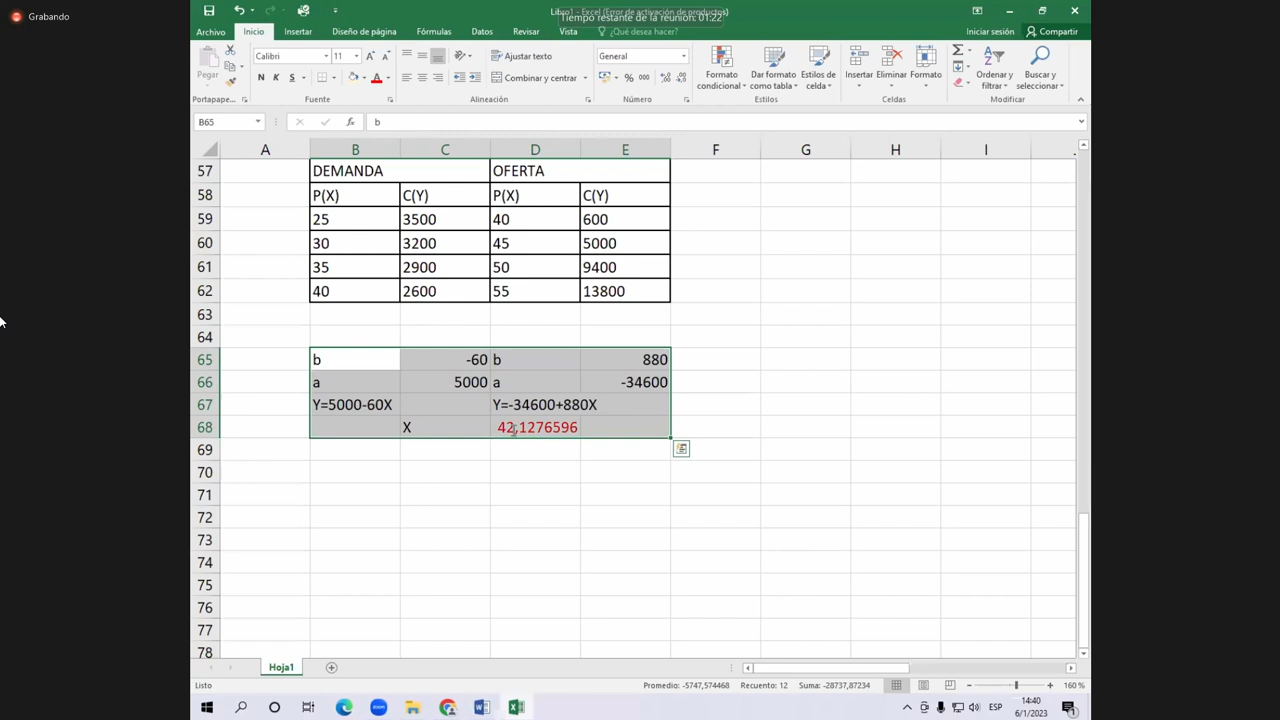 Grabando
Libro1 - Excel (Error de activación de productos)
Tiempo restante de la reunión: 01:22
Archivo Inicio Insertar Diseño de página Fórmulas Datos Revisar Vista ¿Qué desea hacer? Iniciar sesión Compartir
Pegar
Calibri 11 A A
N K S A
Ajustar texto
Combinar y centrar
General
% 000
Formato condicional
Dar formato como tabla
Estilos de celda
Insertar
Eliminar
Formato
Ordenar y filtrar
Buscar y seleccionar
Portapape... Fuente Alineación Número Estilos Celdas Modificar
B65 fx b
A B C D E F G H I
57 DEMANDA OFERTA
58 P(X) C(Y) P(X) C(Y)
59 25 3500 40 600
60 30 3200 45 5000
61 35 2900 50 9400
62 40 2600 55 13800
63
64
65 b -60 b 880
66 a 5000 a -34600
67 Y=5000-60X Y=-34600+880X
68 X 42,1276596
69
70
71
72
73
74
75
76
77
78
Hoja1
Listo Promedio: -5747,574468 Recuento: 12 Suma: -28737,87234 160 %
zoom
ESP
14:40
6/1/2023
1